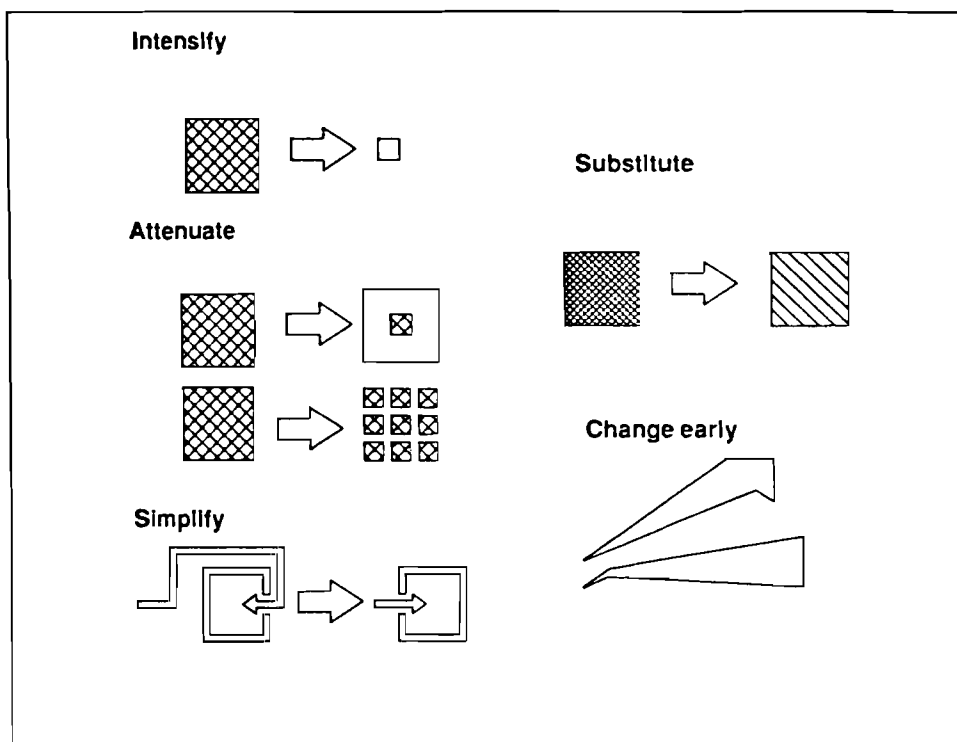 Intensify
Substitute
Attenuate
Change early
Simplify